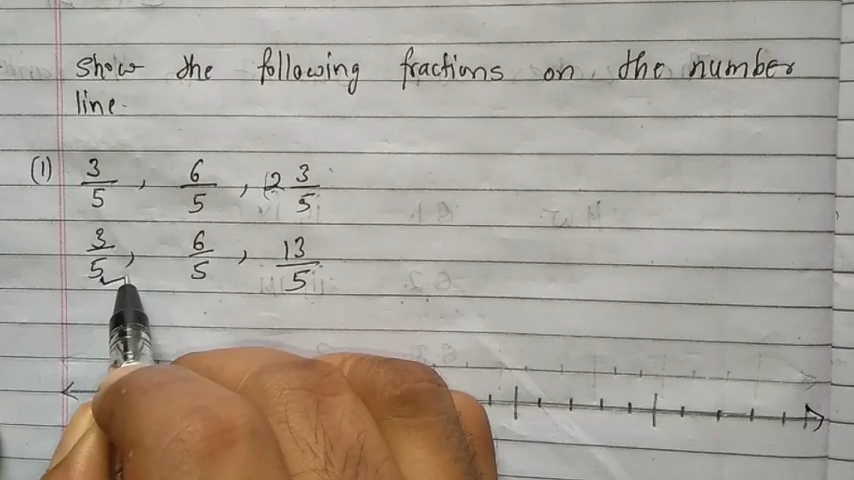 Show the following fractions on the number
line.
(1) 3/5, 6/5, 2 3/5
3/5, 6/5, 13/5